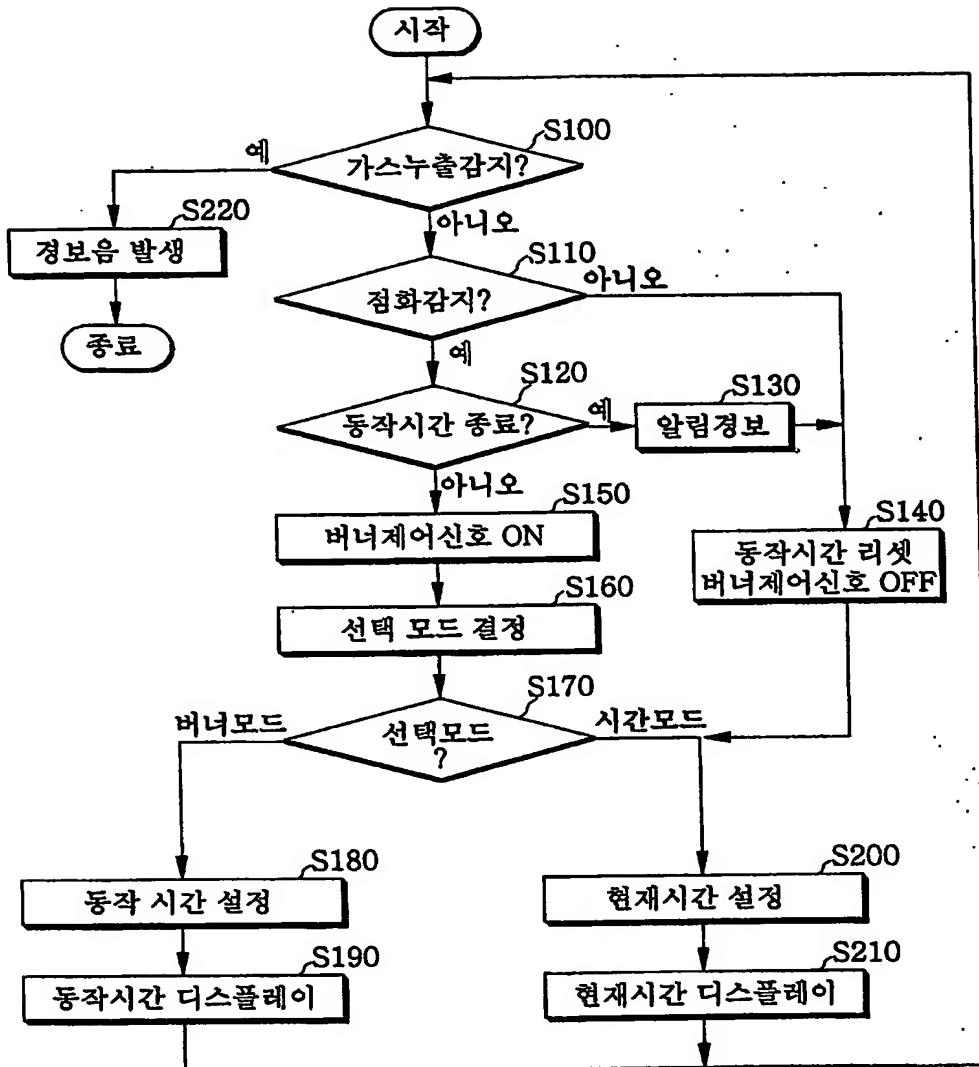 시작
S100
예
가스누출감지?
S220
아니오
경보음 발생
S110
아니오
점화감지?
종료
예
S120
S130
동작시간 종료?
예
알림경보
아니오
S150
S140
버너제어신호 ON
동작시간 리셋
버너제어신호 OFF
S160
선택 모드 결정
S170
버너모드
시간모드
선택모드
?
S180
S200
동작 시간 설정
현재시간 설정
S190
S210
동작시간 디스플레이
현재시간 디스플레이